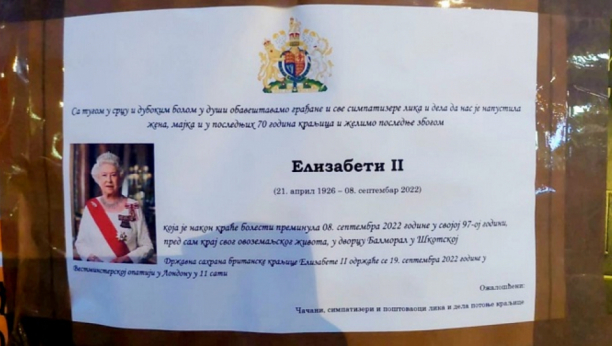 Са тугом у срцу и дубоким болом у души обавештавамо грађане и све симпатизере лика и дела да нас је напустила
жена, мајка и у последњих 70 година краљица и желимо последње збогом
Елизабети II
(21. април 1926 – 08. септембар 2022)
која је након краће болести преминула 08. септембра 2022 године у својој 97-ој години,
пред сам крај свог овоземаљског живота, у дворцу Балморал у Шкотској
Државна сахрана британске краљице Елизабете II одржаће се 19. септембра 2022 године у
Вестминстерској опатији у Лондону у 11 сати
Ожалошћени:
Чачани, симпатизери и поштоваоци лика и дела потоње краљице